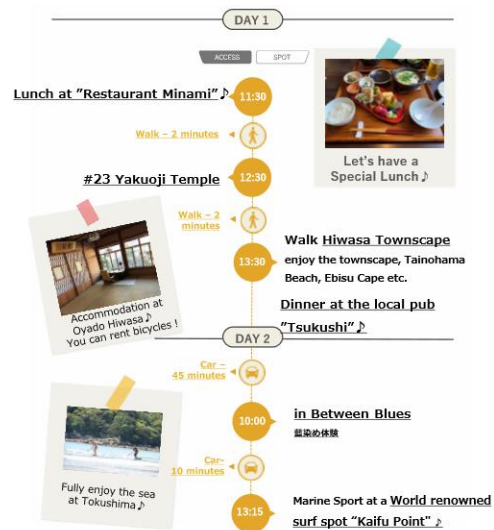 DAY 1
ACCESS
SPOT
Lunch at "Restaurant Minami"♪
11:30
Walk – 2 minutes
Let's have a
Special Lunch♪
#23 Yakuoji Temple
12:30
Walk – 2
minutes
13:30
Walk Hiwasa Townscape
enjoy the townscape, Tainohama
Beach, Ebisu Cape etc.
Accommodation at
Oyado Hiwasa♪
You can rent bicycles !
Dinner at the local pub
"Tsukushi"♪
DAY 2
Car –
45 minutes
10:00
in Between Blues
藍染め体験
Car-
10 minutes
Fully enjoy the sea
at Tokushima♪
13:15
Marine Sport at a World renowned
surf spot "Kaifu Point" ♪